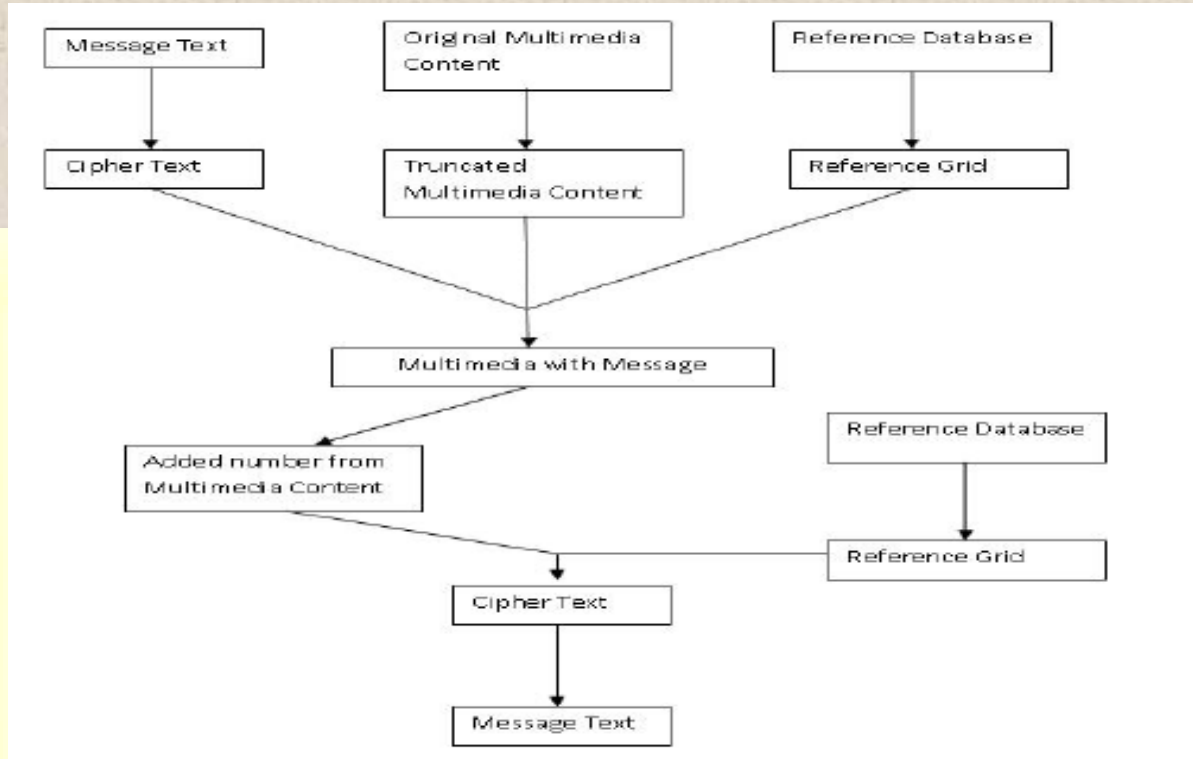 Message Text
Original Multimedia
Content
Reference Database
Cipher Text
Truncated
Multimedia Content
Reference Grid
Multimedia with Message
Reference Database
Added number from
Multimedia Content
Reference Grid
Cipher Text
Message Text